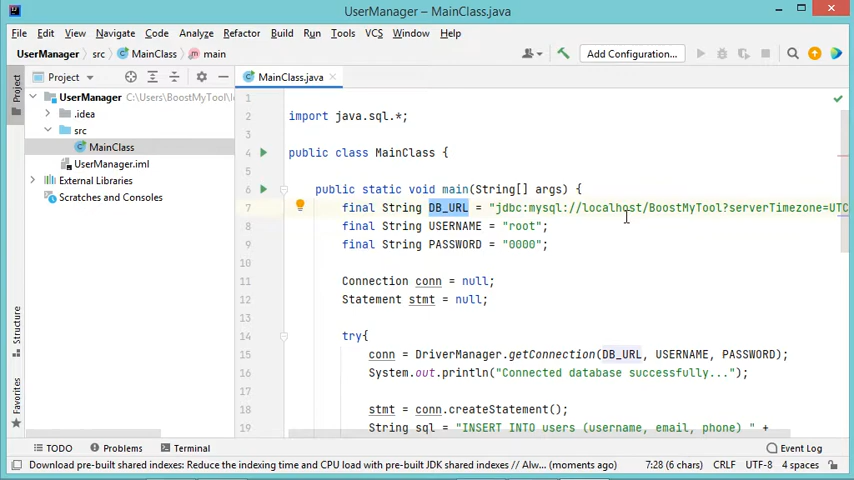 UserManager – MainClass.java
File Edit View Navigate Code Analyze Refactor Build Run Tools VCS Window Help
UserManager src MainClass main Add Configuration...
Project
MainClass.java
UserManager C:\Users\BoostMyTool\
.idea
src
MainClass
UserManager.iml
External Libraries
Scratches and Consoles
Project
Structure
Favorites
1
2 import java.sql.*;
3
4 public class MainClass {
5
6 public static void main(String[] args) {
7 final String DB_URL = "jdbc:mysql://localhost/BoostMyTool?serverTimezone=UTC
8 final String USERNAME = "root";
9 final String PASSWORD = "0000";
10
11 Connection conn = null;
12 Statement stmt = null;
13
14 try{
15 conn = DriverManager.getConnection(DB_URL, USERNAME, PASSWORD);
16 System.out.println("Connected database successfully...");
17
18 stmt = conn.createStatement();
19 String sql = "INSERT INTO users (username, email, phone) " +
TODO Problems Terminal Event Log
Download pre-built shared indexes: Reduce the indexing time and CPU load with pre-built JDK shared indexes // Alw... (moments ago) 7:28 (6 chars) CRLF UTF-8 4 spaces